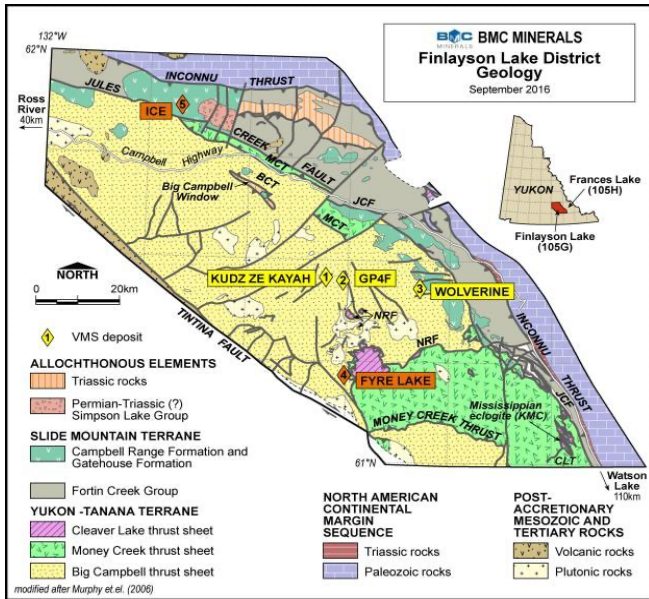 BMC MINERALS
BMC
MINERALS
Finlayson Lake District
Geology
September 2016
132°W
62°N
Ross
River
40km
JULES
INCONNU
THRUST
ICE
5
CREEK
MCT
FAULT
Campbell
Highway
BCT
Big Campbell
Window
MCT
JCF
YUKON
Frances Lake
(105H)
Finlayson Lake
(105G)
NORTH
20km
KUDZ ZE KAYAH
1
2
GP4F
3
WOLVERINE
NRF
NRF
TINTINA FAULT
4
FYRE LAKE
INCONNU
THRUST
JCF
MONEY CREEK THRUST
Mississippian
eclogite (KMC)
CLT
61°N
Watson
Lake
110km
1
VMS deposit
ALLOCHTHONOUS ELEMENTS
Triassic rocks
Permian-Triassic (?)
Simpson Lake Group
SLIDE MOUNTAIN TERRANE
Campbell Range Formation and
Gatehouse Formation
Fortin Creek Group
YUKON -TANANA TERRANE
Cleaver Lake thrust sheet
Money Creek thrust sheet
Big Campbell thrust sheet
NORTH AMERICAN
CONTINENTAL
MARGIN
SEQUENCE
Triassic rocks
Paleozoic rocks
POST-
ACCRETIONARY
MESOZOIC AND
TERTIARY ROCKS
Volcanic rocks
Plutonic rocks
modified after Murphy et.el. (2006)